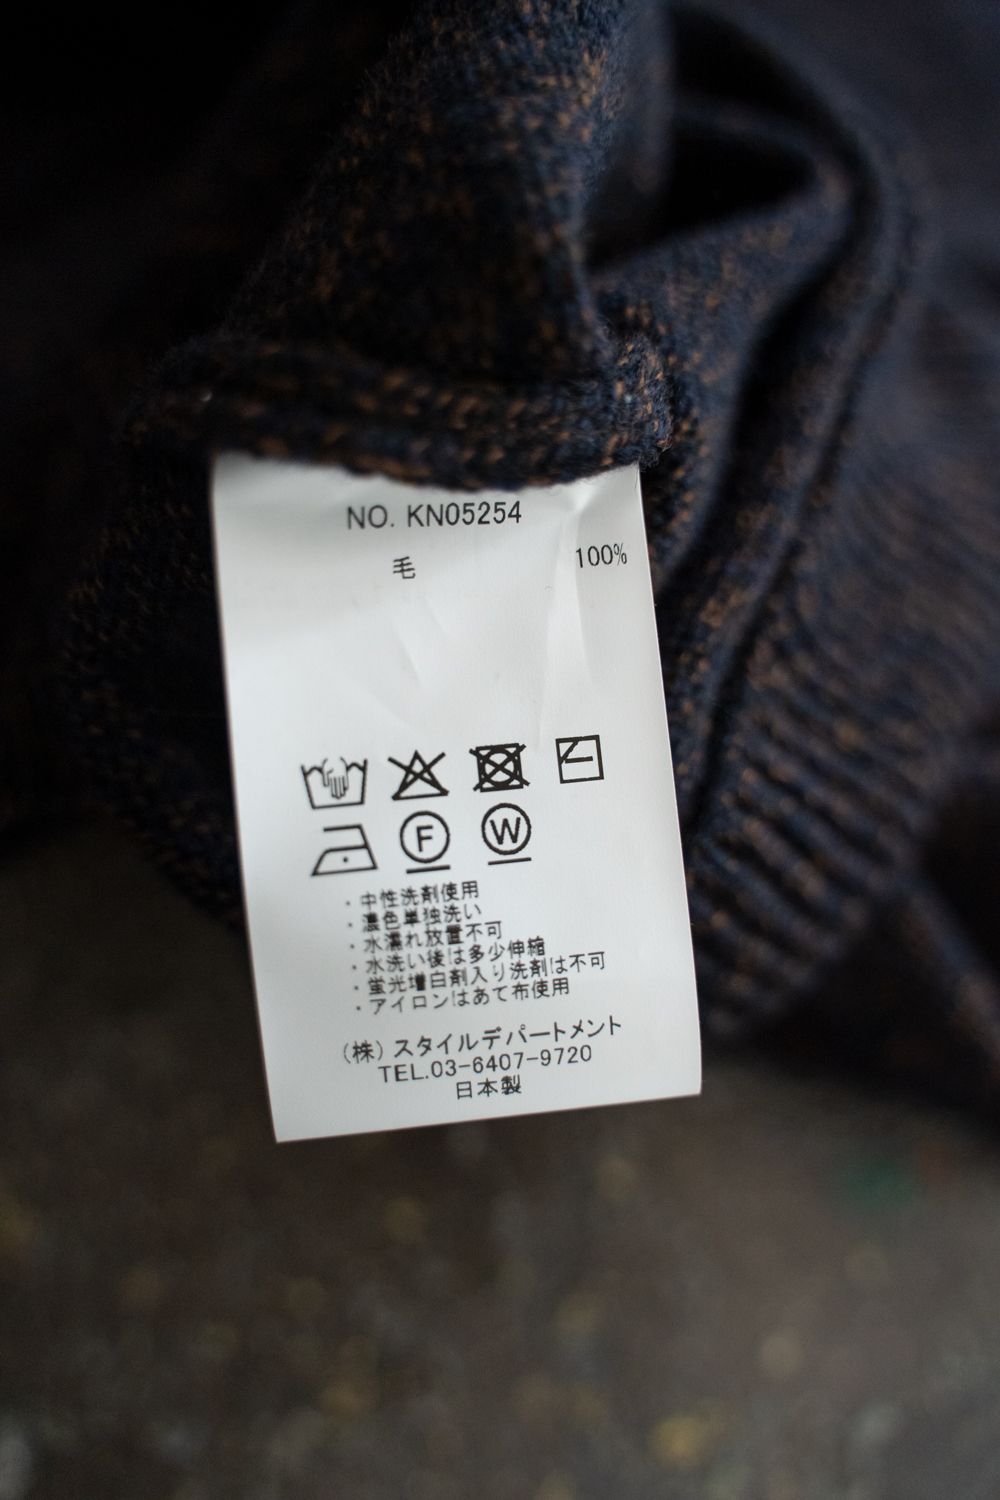 NO. KN05254
毛 100%
F W
・中性洗剤使用
・濃色単独洗い
・水濡れ放置不可
・水洗い後は多少伸縮
・蛍光増白剤入り洗剤は不可
・アイロンはあて布使用
(株)スタイルデパートメント
TEL.03-6407-9720
日本製